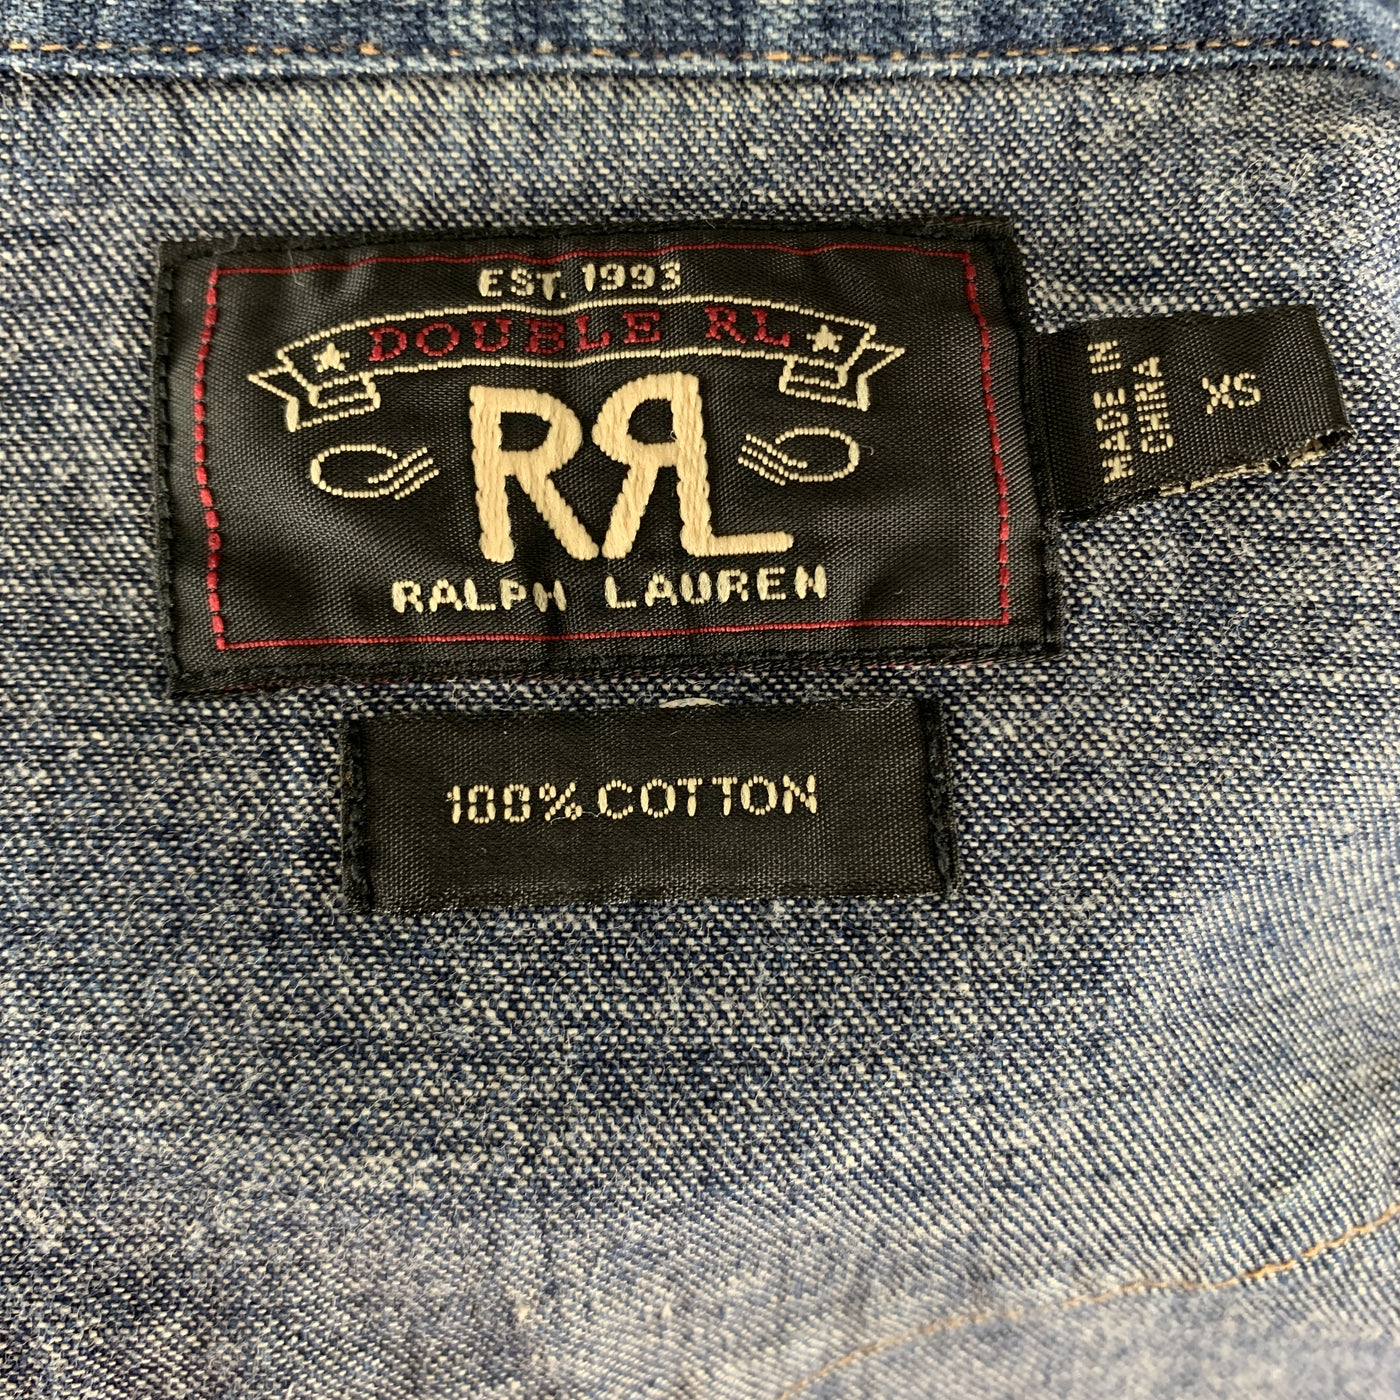 EST. 1993
DOUBLE RL
RRL
RALPH LAUREN
MADE IN
CHINA
XS
100% COTTON